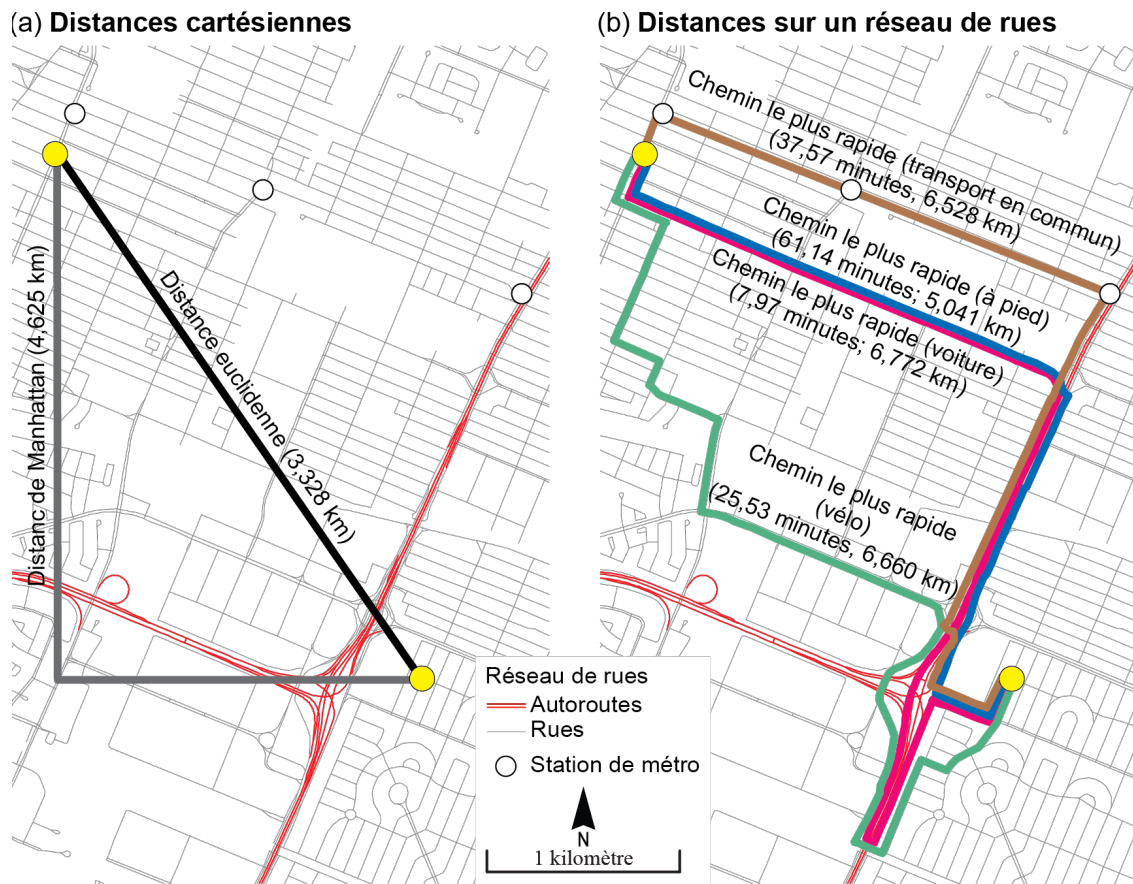 (a) Distances cartésiennes
Distanc de Manhattan (4,625 km)
Distance euclidenne (3,328 km)
(b) Distances sur un réseau de rues
Chemin le plus rapide (transport en commun)
(37,57 minutes; 6,528 km)
Chemin le plus rapide (à pied)
(61,14 minutes; 5,041 km)
Chemin le plus rapide (voiture)
(7,97 minutes; 6,772 km)
Chemin le plus rapide
(vélo)
(25,53 minutes, 6,660 km)
Réseau de rues
Autoroutes
Rues
Station de métro
N
1 kilomètre